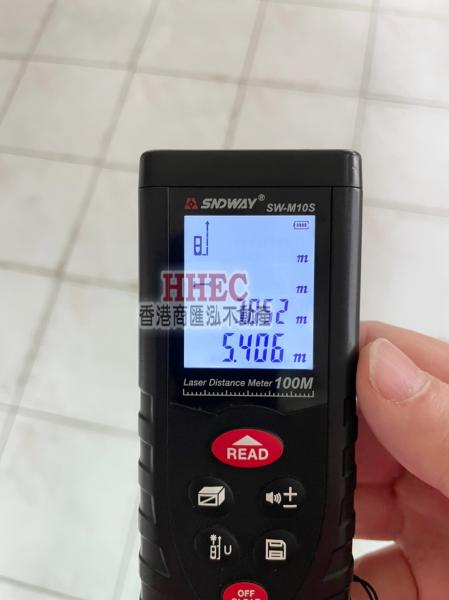 SNDWAY®
SW-M10S
m
m
HHEC
香港商匯泓不動產
m
5.406 m
Laser Distance Meter 100M
READ
U
OFF